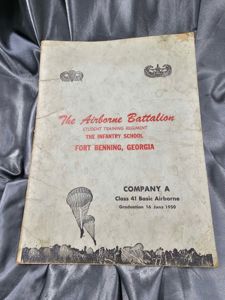 The Airborne Battalion
STUDENT TRAINING REGIMENT
THE INFANTRY SCHOOL
FORT BENNING, GEORGIA
COMPANY A
Class 41 Basic Airborne
Graduation 16 June 1950